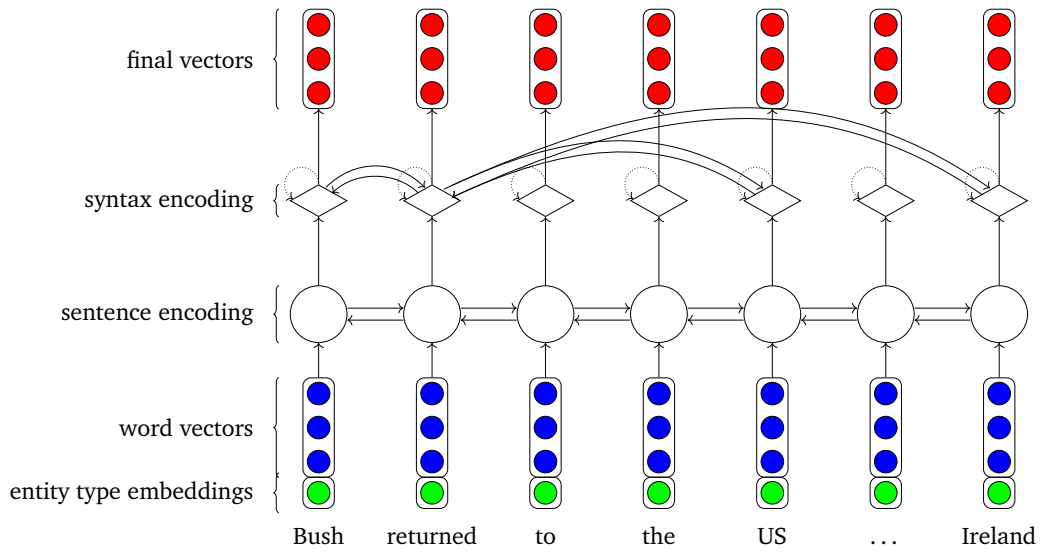 final vectors
syntax encoding
sentence encoding
word vectors
entity type embeddings
Bush returned to the US ... Ireland